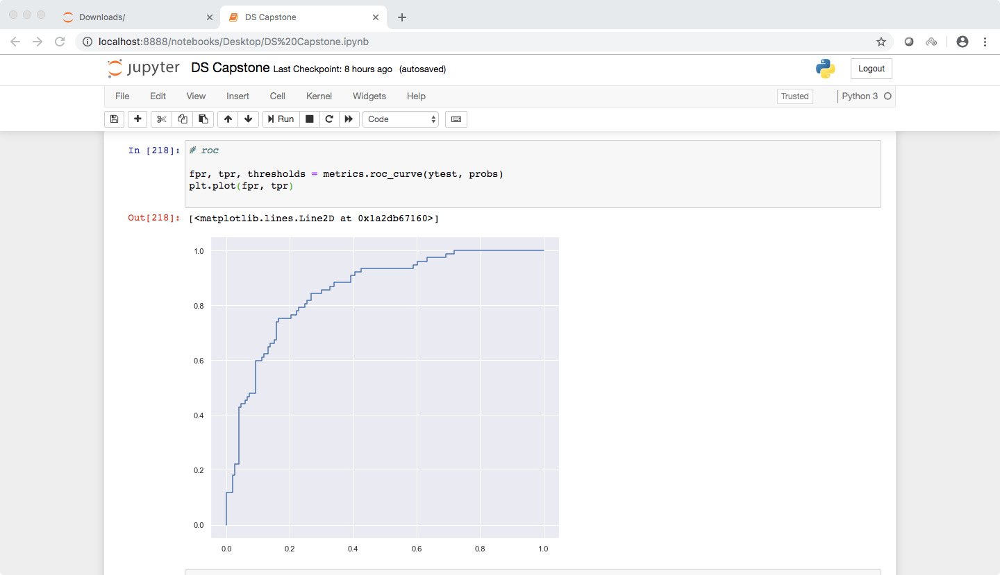 Downloads/
DS Capstone
localhost:8888/notebooks/Desktop/DS%20Capstone.ipynb
jupyter DS Capstone Last Checkpoint: 8 hours ago (autosaved)
Logout
File Edit View Insert Cell Kernel Widgets Help
Trusted
Python 3
Run
Code
In [218]: # roc
fpr, tpr, thresholds = metrics.roc_curve(ytest, probs)
plt.plot(fpr, tpr)
Out[218]: [<matplotlib.lines.Line2D at 0x1a2db67160>]
1.0
0.8
0.6
0.4
0.2
0.0
0.0 0.2 0.4 0.6 0.8 1.0